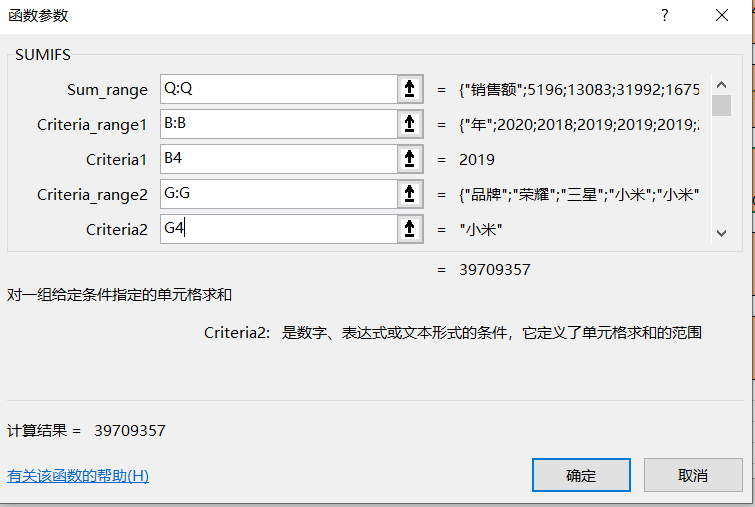 函数参数
?
SUMIFS
Sum_range Q:Q = {"销售额";5196;13083;31992;1675
Criteria_range1 B:B = {"年";2020;2018;2019;2019;2019;2
Criteria1 B4 = 2019
Criteria_range2 G:G = {"品牌";"荣耀";"三星";"小米";"小米"
Criteria2 G4 = "小米"
= 39709357
对一组给定条件指定的单元格求和
Criteria2: 是数字、表达式或文本形式的条件，它定义了单元格求和的范围
计算结果 = 39709357
有关该函数的帮助(H)
确定 取消